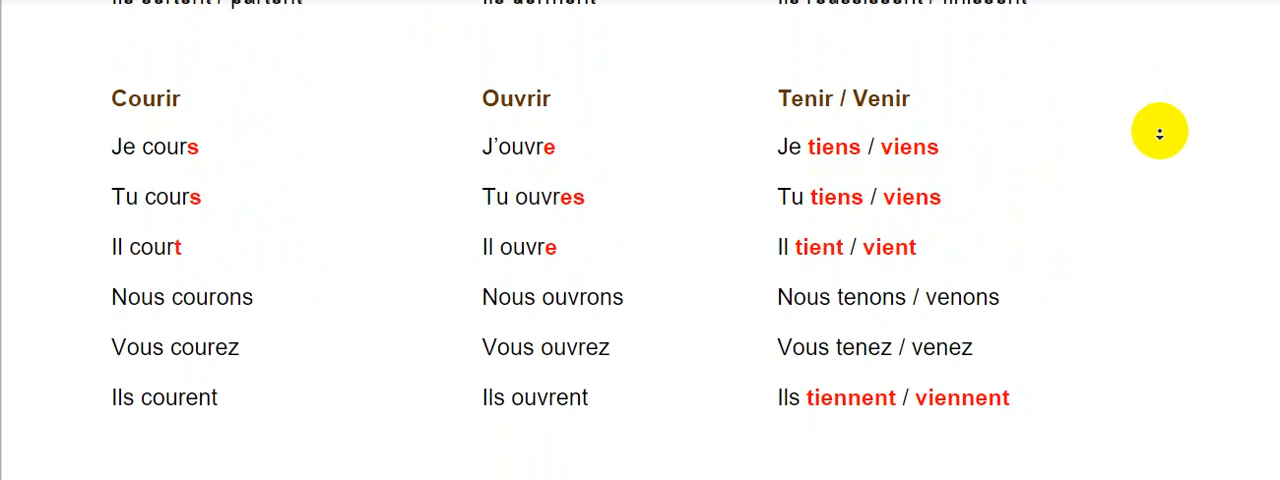 Courir
Je cours
Tu cours
Il court
Nous courons
Vous courez
Ils courent
Ouvrir
J’ouvre
Tu ouvres
Il ouvre
Nous ouvrons
Vous ouvrez
Ils ouvrent
Tenir / Venir
Je tiens / viens
Tu tiens / viens
Il tient / vient
Nous tenons / venons
Vous tenez / venez
Ils tiennent / viennent